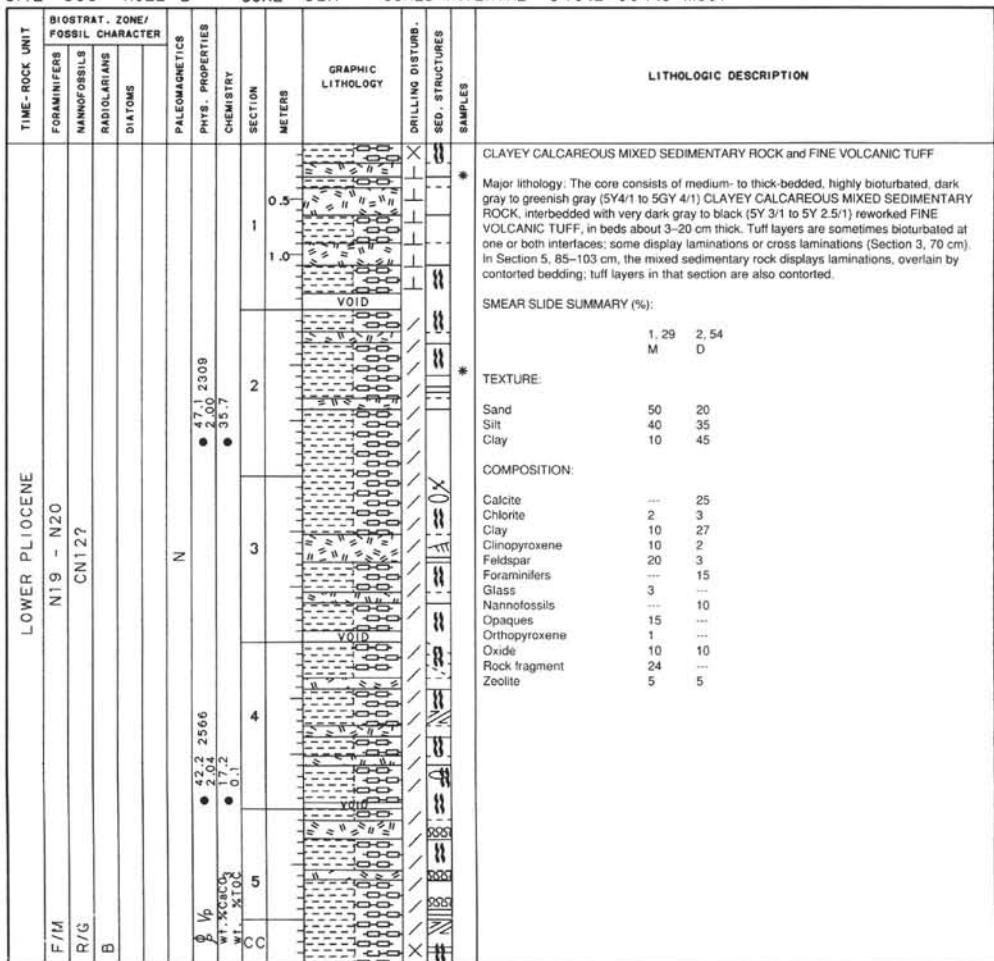 BIOSTRAT. ZONE/
FOSSIL CHARACTER
TIME-ROCK UNIT
FORAMINIFERS
NANNOFOSSILS
RADIOLARIANS
DIATOMS
PALEOMAGNETICS
PHYS. PROPERTIES
CHEMISTRY
SECTION
METERS
GRAPHIC
LITHOLOGY
DRILLING DISTURB.
SED. STRUCTURES
SAMPLES
LITHOLOGIC DESCRIPTION
LOWER PLIOCENE
N19 - N20
CN12?
F/M
R/G
B
N
● 47.1 2309
2.00
● 35.7
● 42.2 2566
2.04
● 17.2
0.1
Φ Vp
ρ
wt.%CaCO3
wt. %TOC
1
0.5
1.0
VOID
2
3
VOID
4
VOID
5
CC
*
*
CLAYEY CALCAREOUS MIXED SEDIMENTARY ROCK and FINE VOLCANIC TUFF
Major lithology: The core consists of medium- to thick-bedded, highly bioturbated, dark
gray to greenish gray (5Y4/1 to 5GY 4/1) CLAYEY CALCAREOUS MIXED SEDIMENTARY
ROCK, interbedded with very dark gray to black (5Y 3/1 to 5Y 2.5/1) reworked FINE
VOLCANIC TUFF, in beds about 3–20 cm thick. Tuff layers are sometimes bioturbated at
one or both interfaces; some display laminations or cross laminations (Section 3, 70 cm).
In Section 5, 85–103 cm, the mixed sedimentary rock displays laminations, overlain by
contorted bedding; tuff layers in that section are also contorted.
SMEAR SLIDE SUMMARY (%):
1, 29 2, 54
M D
TEXTURE:
Sand 50 20
Silt 40 35
Clay 10 45
COMPOSITION:
Calcite --- 25
Chlorite 2 3
Clay 10 27
Clinopyroxene 10 2
Feldspar 20 3
Foraminifers --- 15
Glass 3 ---
Nannofossils --- 10
Opaques 15 ---
Orthopyroxene 1 ---
Oxide 10 10
Rock fragment 24 ---
Zeolite 5 5